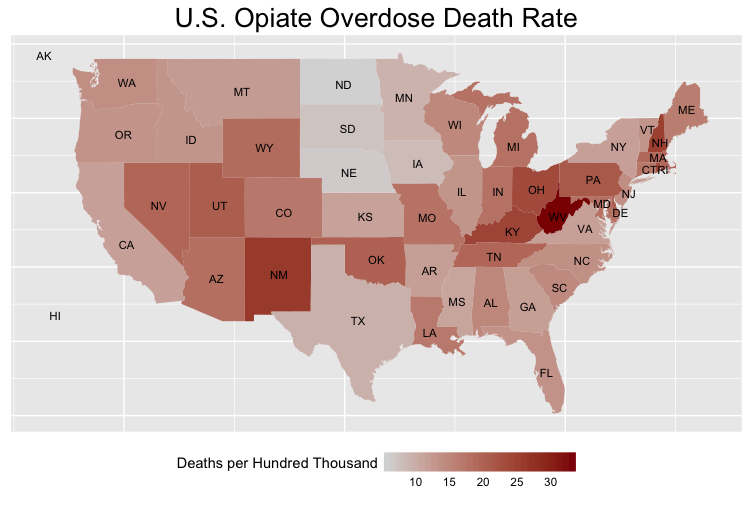 U.S. Opiate Overdose Death Rate
AK
WA
MT
ND
MN
ME
OR
ID
SD
WI
VT
NH
NY
WY
MI
MA
CT
RI
NE
IA
PA
NJ
NV
UT
CO
IL
IN
OH
MD
DE
KS
MO
WV
VA
CA
KY
AZ
NM
OK
TN
NC
AR
SC
MS
AL
GA
HI
TX
LA
FL
Deaths per Hundred Thousand
10 15 20 25 30